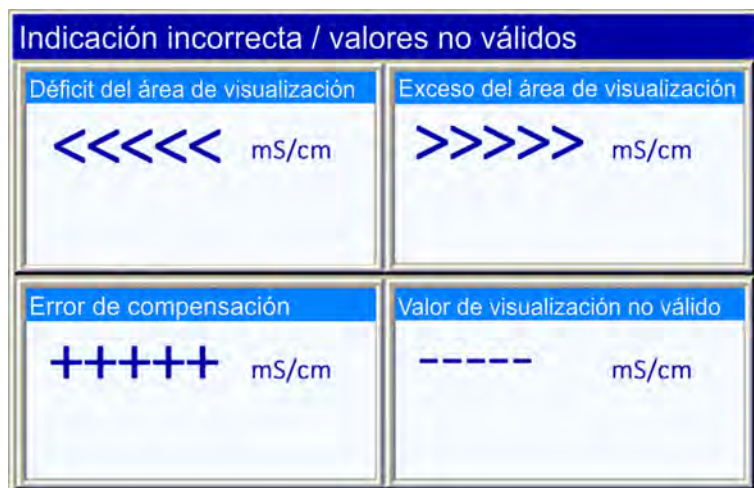 Indicación incorrecta / valores no válidos
Déficit del área de visualización
<<<<< mS/cm
Exceso del área de visualización
>>>>> mS/cm
Error de compensación
+++++ mS/cm
Valor de visualización no válido
----- mS/cm